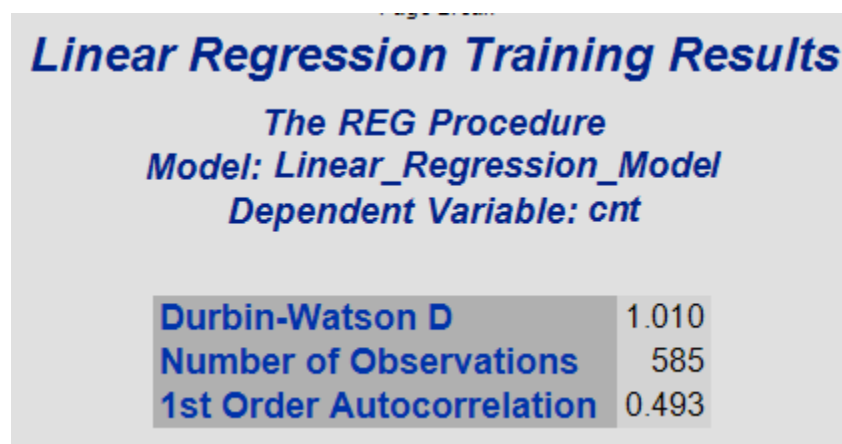 Linear Regression Training Results
The REG Procedure
Model: Linear_Regression_Model
Dependent Variable: cnt
Durbin-Watson D 1.010
Number of Observations 585
1st Order Autocorrelation 0.493